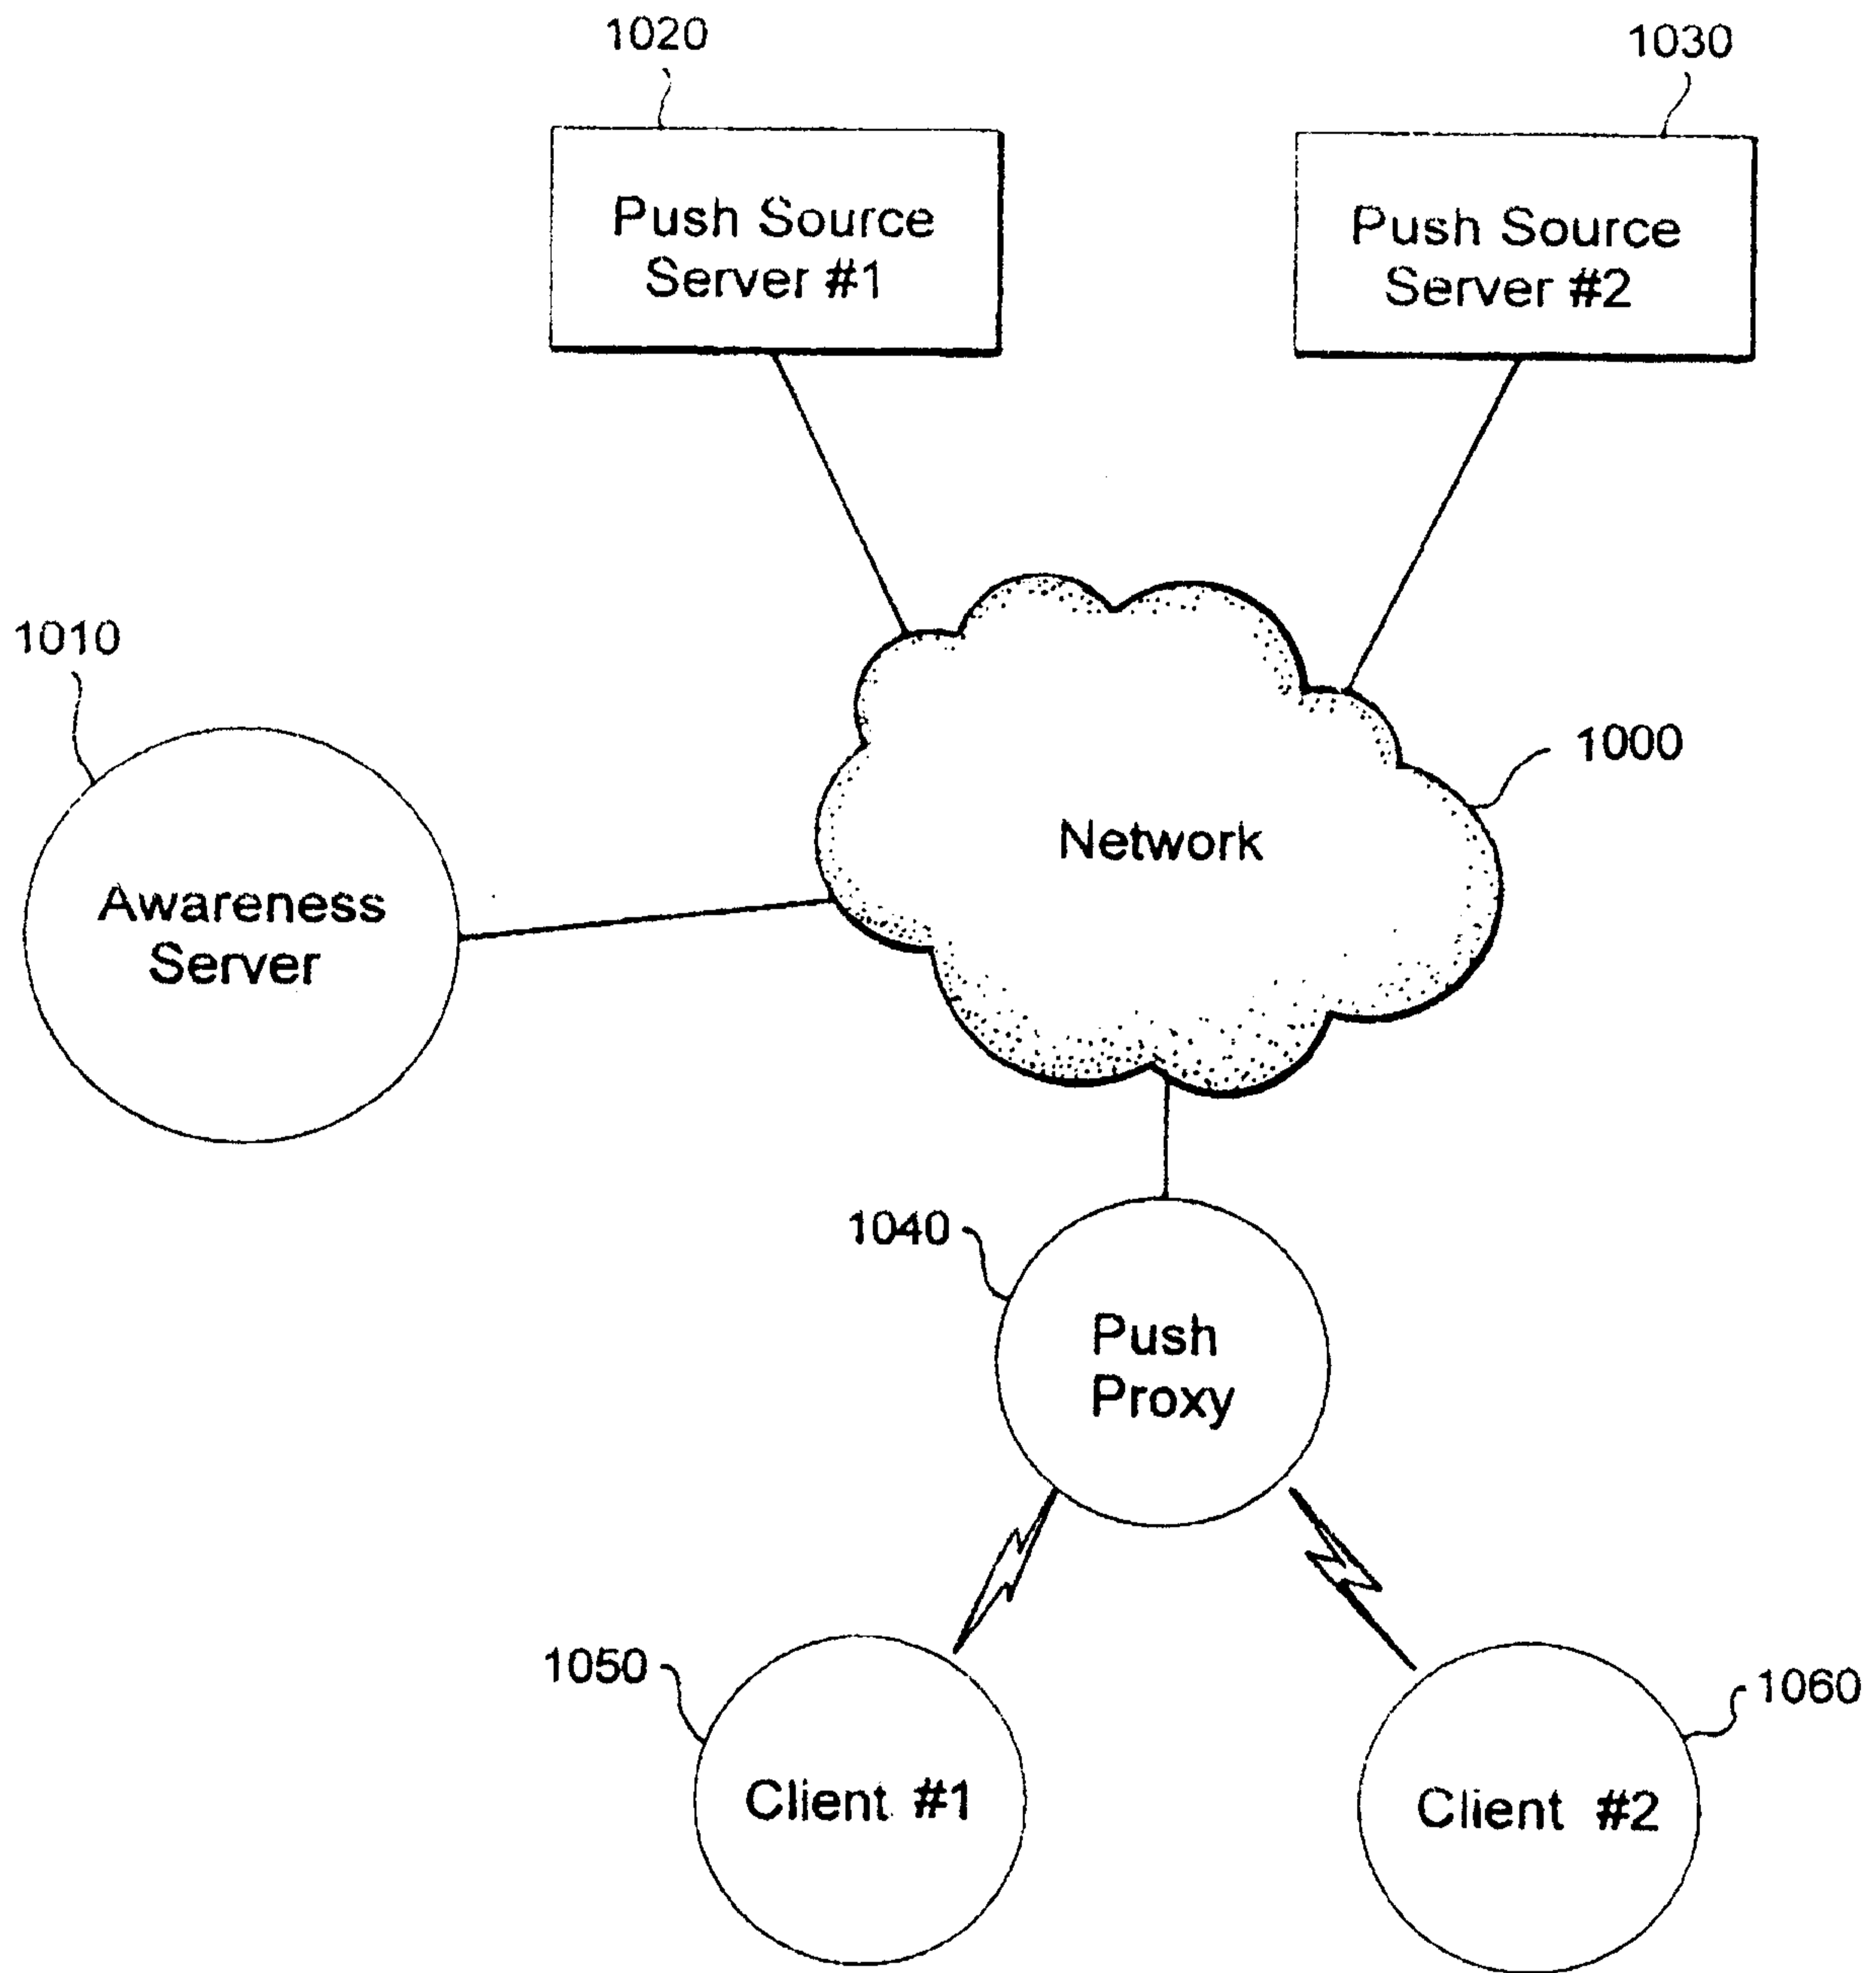 1020
1030
Push Source
Server #1
Push Source
Server #2
1010
1000
Network
Awareness
Server
1040
Push
Proxy
1050
1060
Client #1
Client #2